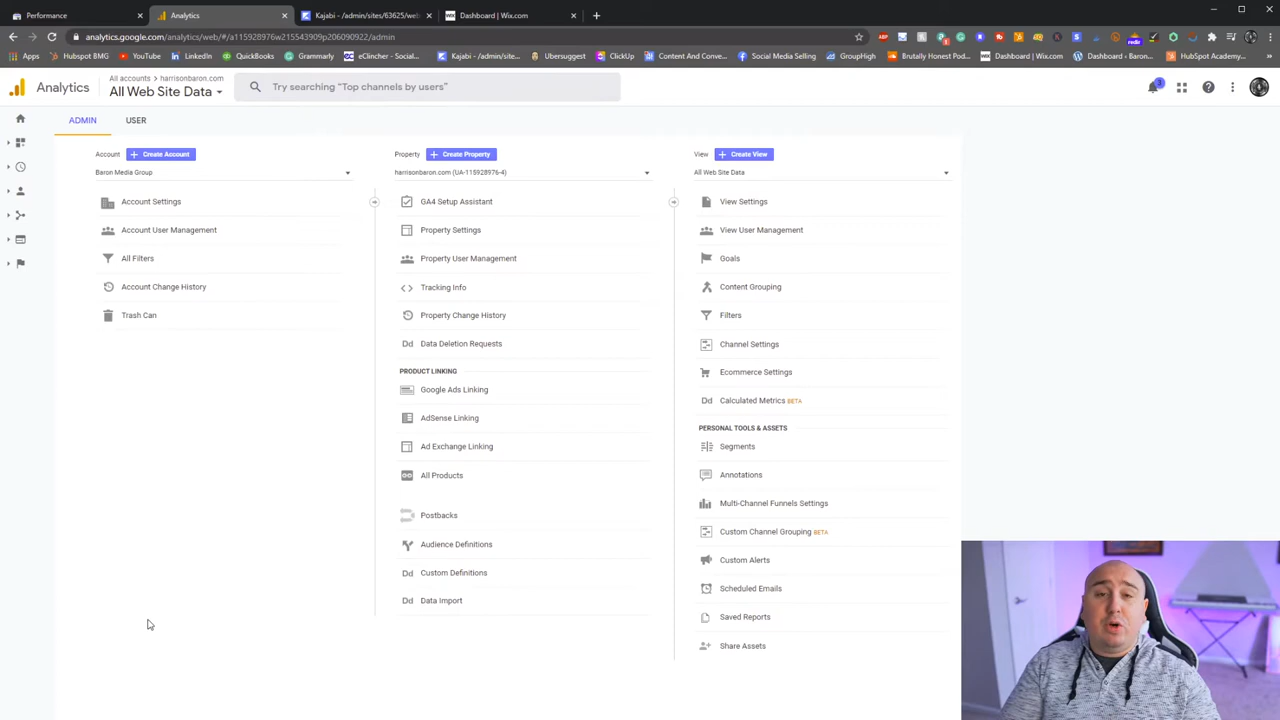 Performance
Analytics
Kajabi - /admin/sites/63625/web
Dashboard | Wix.com
analytics.google.com/analytics/web/#/a115928976w215543909p206090922/admin
Apps
Shopping HubSpot BMG
YouTube
QuickBooks
Grammarly
eClincher - Social...
Kajabi - /admin/site...
Ubersuggest
ClickUp
Content And Conve...
Social Media Selling
GroupHigh
Brutally Honest Pod...
Dashboard | Wix.com
Dashboard - Baron...
HubSpot Academy...
Analytics
All accounts > harrisonbaron.com
All Web Site Data
Try searching "Top channels by users"
3
ADMIN
USER
Account
Create Account
Baron Media Group
Account Settings
Account User Management
All Filters
Account Change History
Trash Can
Property
Create Property
harrisonbaron.com (UA-115928976-4)
GA4 Setup Assistant
Property Settings
Property User Management
Tracking Info
Property Change History
Dd Data Deletion Requests
PRODUCT LINKING
Google Ads Linking
AdSense Linking
Ad Exchange Linking
All Products
Postbacks
Audience Definitions
Dd Custom Definitions
Dd Data Import
View
Create View
All Web Site Data
View Settings
View User Management
Goals
Content Grouping
Filters
Channel Settings
Ecommerce Settings
Dd Calculated Metrics BETA
PERSONAL TOOLS & ASSETS
Segments
Annotations
Multi-Channel Funnels Settings
Custom Channel Grouping BETA
Custom Alerts
Scheduled Emails
Saved Reports
Share Assets